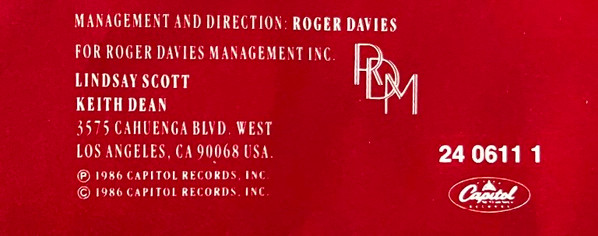 MANAGEMENT AND DIRECTION: ROGER DAVIES
FOR ROGER DAVIES MANAGEMENT INC.
RDM
LINDSAY SCOTT
KEITH DEAN
3575 CAHUENGA BLVD. WEST
LOS ANGELES, CA 90068 USA.
℗ 1986 CAPITOL RECORDS, INC.
© 1986 CAPITOL RECORDS, INC.
24 0611 1
Capitol
RECORDS